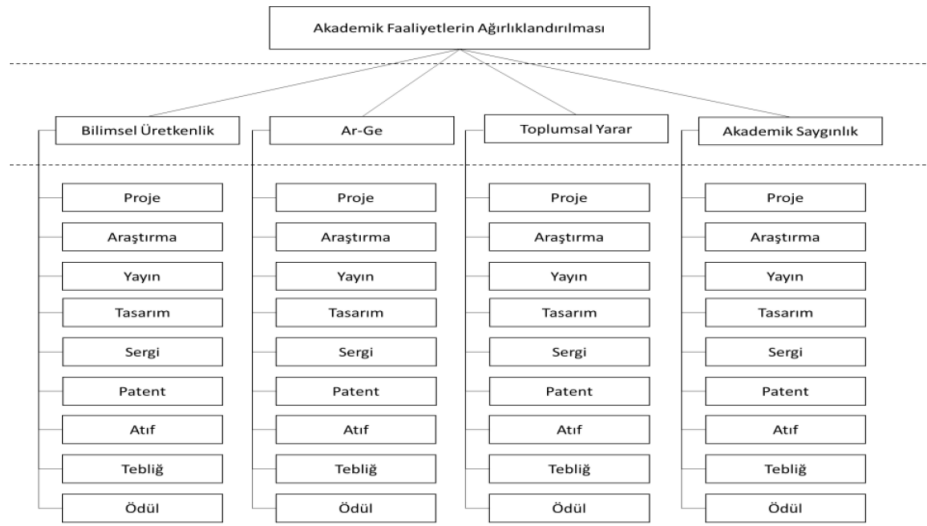 Akademik Faaliyetlerin Ağırlıklandırılması
Bilimsel Üretkenlik
Ar-Ge
Toplumsal Yarar
Akademik Saygınlık
Proje
Proje
Proje
Proje
Araştırma
Araştırma
Araştırma
Araştırma
Yayın
Yayın
Yayın
Yayın
Tasarım
Tasarım
Tasarım
Tasarım
Sergi
Sergi
Sergi
Sergi
Patent
Patent
Patent
Patent
Atıf
Atıf
Atıf
Atıf
Tebliğ
Tebliğ
Tebliğ
Tebliğ
Ödül
Ödül
Ödül
Ödül